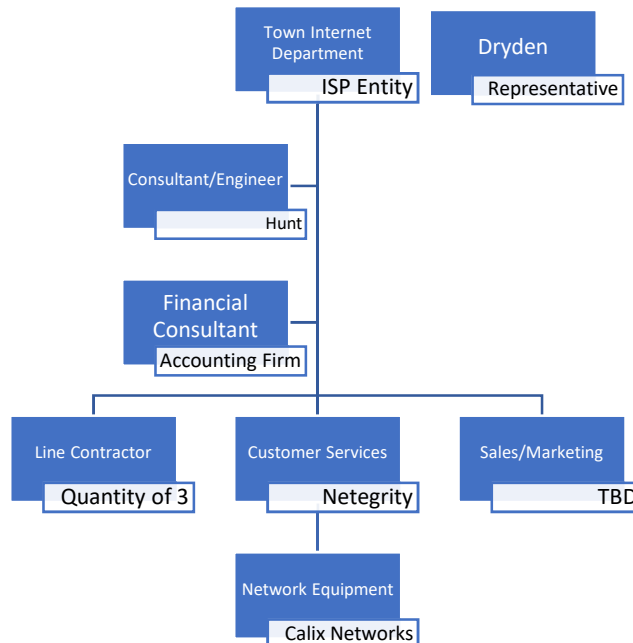 Town Internet
Department
ISP Entity
Dryden
Representative
Consultant/Engineer
Hunt
Financial
Consultant
Accounting Firm
Line Contractor
Quantity of 3
Customer Services
Netegrity
Sales/Marketing
TBD
Network Equipment
Calix Networks